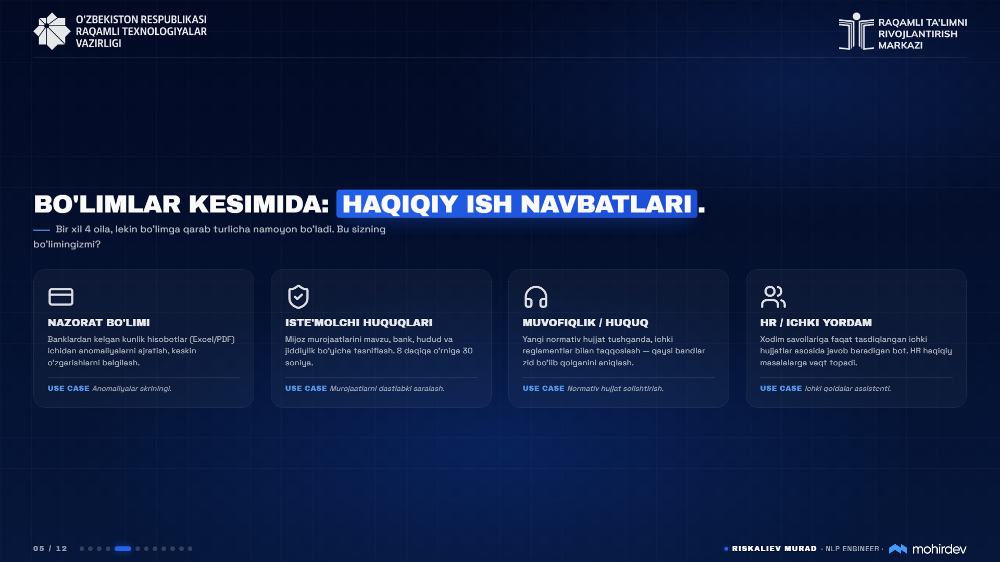 O'ZBEKISTON RESPUBLIKASI
RAQAMLI TEXNOLOGIYALAR
VAZIRLIGI
RAQAMLI TA'LIMNI
RIVOJLANTIRISH
MARKAZI
BO'LIMLAR KESIMIDA: HAQIQIY ISH NAVBATLARI.
— Bir xil 4 oila, lekin bo'limga qarab turlicha namoyon bo'ladi. Bu sizning
bo'limingizmi?
NAZORAT BO'LIMI
Banklardan kelgan kunlik hisobotlar (Excel/PDF)
ichidan anomaliyalarni ajratish, keskin
o'zgarishlarni belgilash.
USE CASE Anomaliyalar skriningi.
ISTE'MOLCHI HUQUQLARI
Mijoz murojaatlarini mavzu, bank, hudud va
jiddiylik bo'yicha tasniflash. 8 daqiqa o'rniga 30
soniya.
USE CASE Murojaatlarni dastlabki saralash.
MUVOFIQLIK / HUQUQ
Yangi normativ hujjat tushganda, ichki
reglamentlar bilan taqqoslash — qaysi bandlar
zid bo'lib qolganini aniqlash.
USE CASE Normativ hujjat solishtirish.
HR / ICHKI YORDAM
Xodim savollariga faqat tasdiqlangan ichki
hujjatlar asosida javob beradigan bot. HR haqiqiy
masalalarga vaqt topadi.
USE CASE Ichki qoidalar assistenti.
05 / 12
RISKALIEV MURAD · NLP ENGINEER · mohirdev